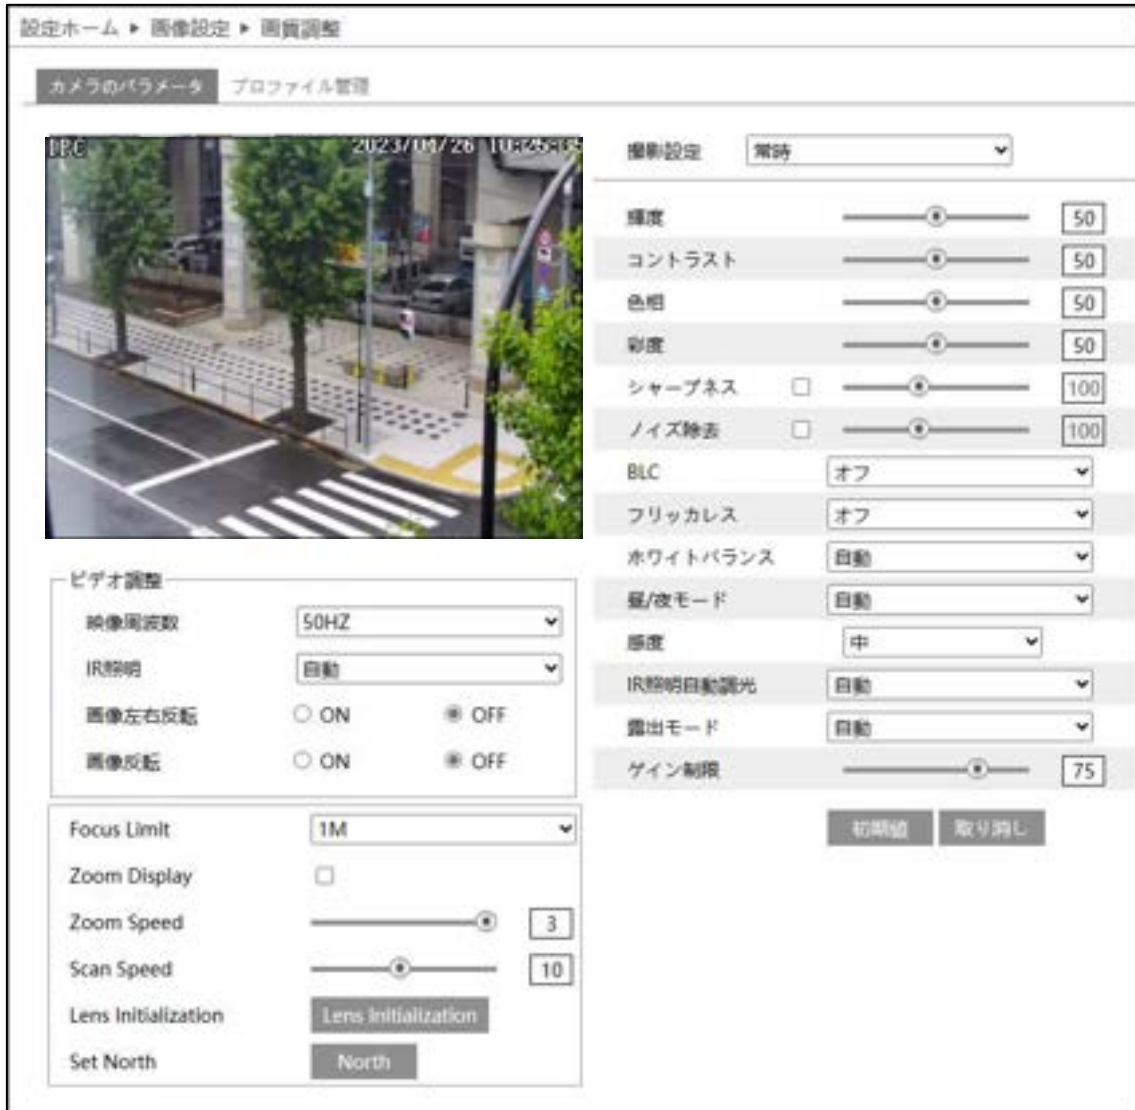 設定ホーム ▶ 画像設定 ▶ 画質調整
カメラのパラメータ プロファイル管理
IPC 2023/04/26 10:25:35
ビデオ調整
映像周波数 50HZ
IR照明 自動
画像左右反転 ON OFF
画像反転 ON OFF
Focus Limit 1M
Zoom Display
Zoom Speed 3
Scan Speed 10
Lens Initialization Lens Initialization
Set North North
撮影設定 常時
輝度 50
コントラスト 50
色相 50
彩度 50
シャープネス 100
ノイズ除去 100
BLC オフ
フリッカレス オフ
ホワイトバランス 自動
昼/夜モード 自動
感度 中
IR照明自動調光 自動
露出モード 自動
ゲイン制限 75
初期値 取り消し